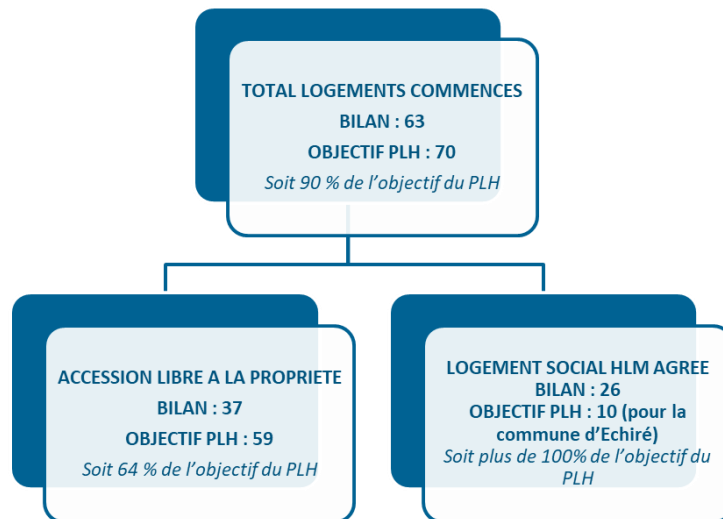 TOTAL LOGEMENTS COMMENCES
BILAN : 63
OBJECTIF PLH : 70
Soit 90 % de l’objectif du PLH
ACCESSION LIBRE A LA PROPRIETE
BILAN : 37
OBJECTIF PLH : 59
Soit 64 % de l’objectif du PLH
LOGEMENT SOCIAL HLM AGREE
BILAN : 26
OBJECTIF PLH : 10 (pour la
commune d’Echiré)
Soit plus de 100% de l’objectif du
PLH